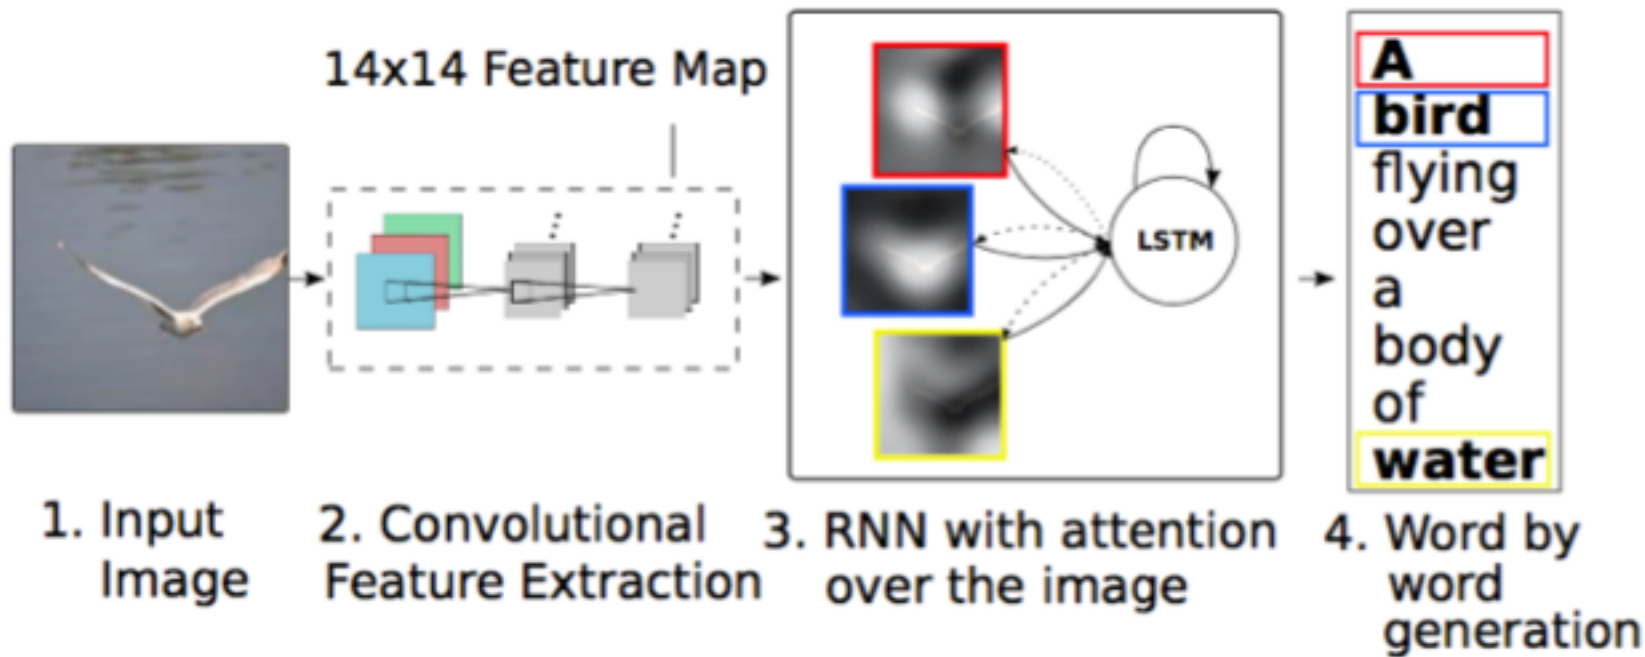 14x14 Feature Map
LSTM
A
bird
flying
over
a
body
of
water
1. Input
Image
2. Convolutional
Feature Extraction
3. RNN with attention
over the image
4. Word by
word
generation